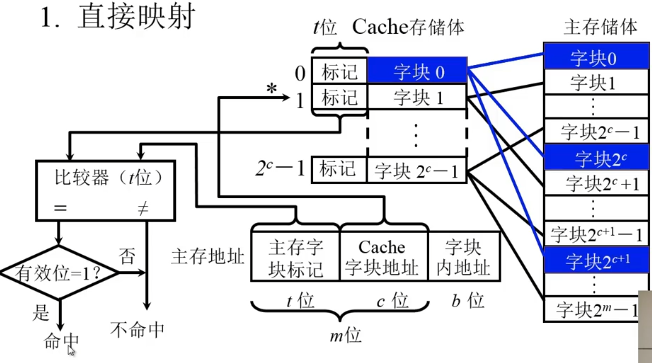 1. 直接映射
t位 Cache存储体 主存储体
0 标记 字块 0
* 1 标记 字块 1
⋮
2^c−1 标记 字块 2^c−1
字块0
字块1
⋮
字块2^c−1
字块2^c
字块2^c+1
⋮
字块2^{c+1}−1
字块2^{c+1}
⋮
字块2^m−1
比较器（t位）
= ≠
有效位=1？
否
是
命中
不命中
主存地址
主存字块标记
Cache字块地址
字块内地址
t 位 c 位 b 位
m位